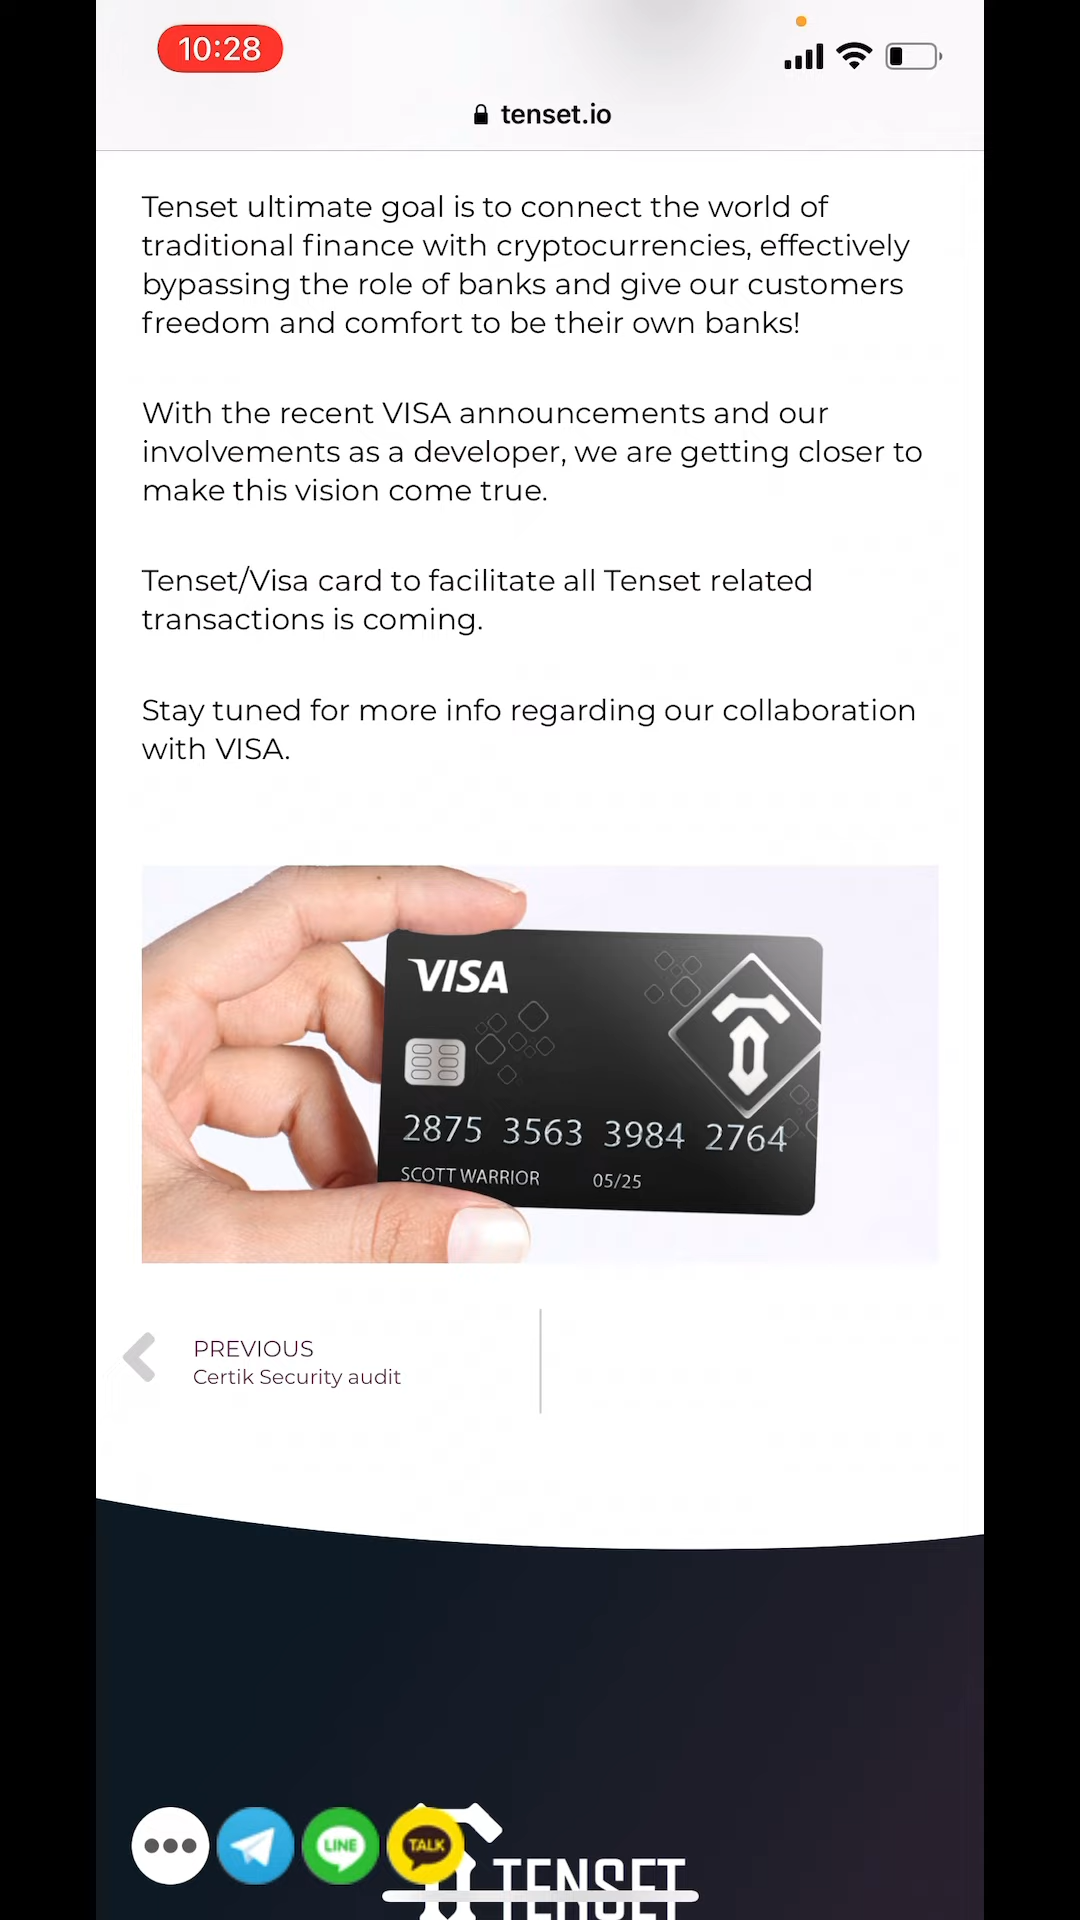 10:28
tenset.io
Tenset ultimate goal is to connect the world of
traditional finance with cryptocurrencies, effectively
bypassing the role of banks and give our customers
freedom and comfort to be their own banks!
With the recent VISA announcements and our
involvements as a developer, we are getting closer to
make this vision come true.
Tenset/Visa card to facilitate all Tenset related
transactions is coming.
Stay tuned for more info regarding our collaboration
with VISA.
VISA
2875 3563 3984 2764
SCOTT WARRIOR 05/25
PREVIOUS
Certik Security audit
LINE
TALK
TENSET